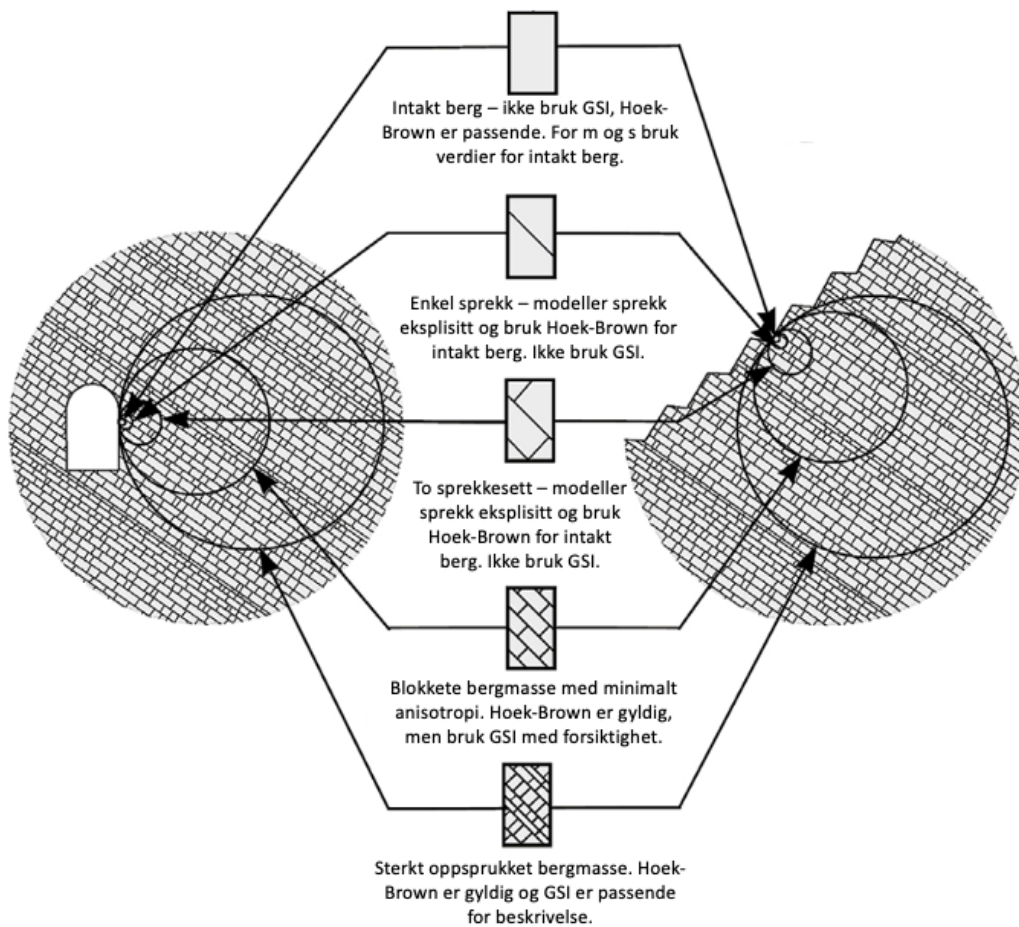 Intakt berg – ikke bruk GSI, Hoek-
Brown er passende. For m og s bruk
verdier for intakt berg.
Enkel sprekk – modeller sprekk
eksplisitt og bruk Hoek-Brown for
intakt berg. Ikke bruk GSI.
To sprekkesett – modeller
sprekk eksplisitt og bruk
Hoek-Brown for intakt
berg. Ikke bruk GSI.
Blokkete bergmasse med minimalt
anisotropi. Hoek-Brown er gyldig,
men bruk GSI med forsiktighet.
Sterkt oppsprukket bergmasse. Hoek-
Brown er gyldig og GSI er passende
for beskrivelse.